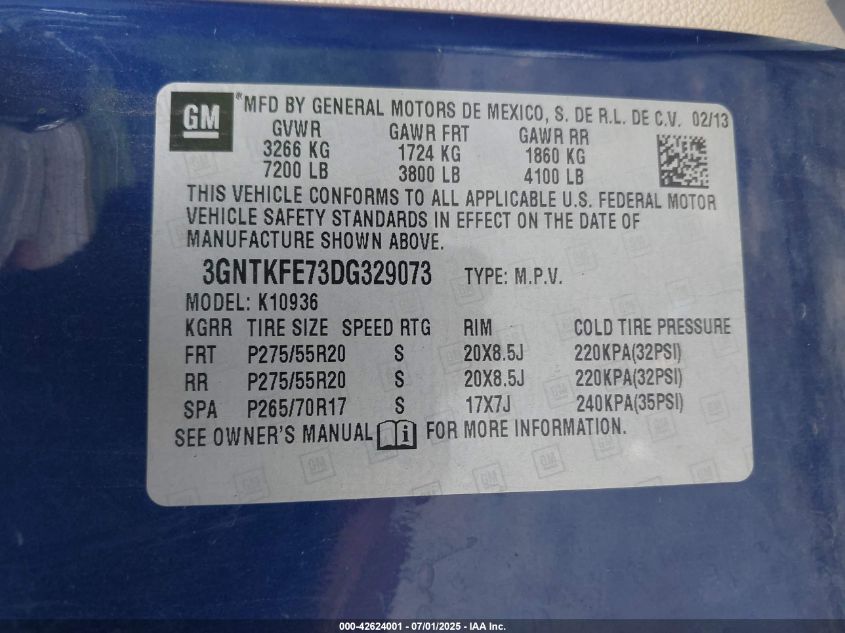 GM
*MFD BY GENERAL MOTORS DE MEXICO, S. DE R.L. DE C.V. 02/13
GVWR GAWR FRT GAWR RR
3266 KG 1724 KG 1860 KG
7200 LB 3800 LB 4100 LB
THIS VEHICLE CONFORMS TO ALL APPLICABLE U.S. FEDERAL MOTOR
VEHICLE SAFETY STANDARDS IN EFFECT ON THE DATE OF
MANUFACTURE SHOWN ABOVE.
3GNTKFE73DG329073 TYPE: M.P.V.
MODEL: K10936
KGRR TIRE SIZE SPEED RTG RIM COLD TIRE PRESSURE
FRT P275/55R20 S 20X8.5J 220KPA(32PSI)
RR P275/55R20 S 20X8.5J 220KPA(32PSI)
SPA P265/70R17 S 17X7J 240KPA(35PSI)
SEE OWNER'S MANUAL i FOR MORE INFORMATION.
000-42624001 - 07/01/2025 - IAA Inc.